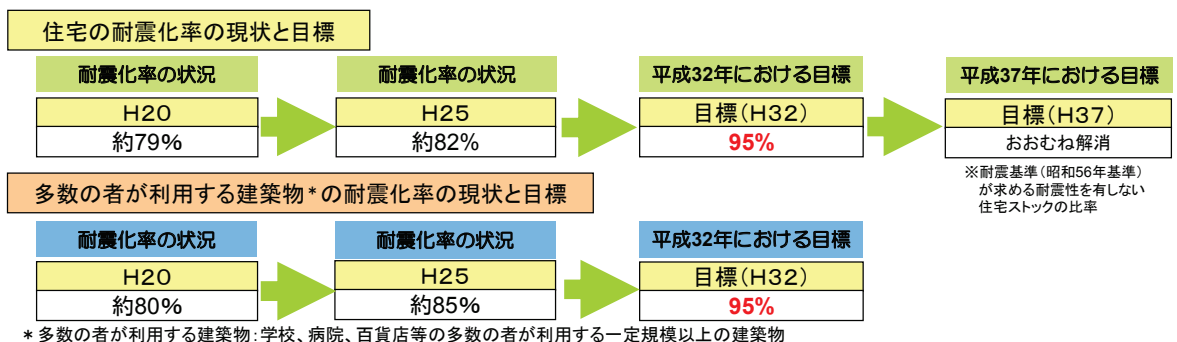 住宅の耐震化率の現状と目標
耐震化率の状況
H20
約79%
耐震化率の状況
H25
約82%
平成32年における目標
目標(H32)
95%
平成37年における目標
目標(H37)
おおむね解消
※耐震基準(昭和56年基準)
が求める耐震性を有しない
住宅ストックの比率
多数の者が利用する建築物*の耐震化率の現状と目標
耐震化率の状況
H20
約80%
耐震化率の状況
H25
約85%
平成32年における目標
目標(H32)
95%
*多数の者が利用する建築物:学校、病院、百貨店等の多数の者が利用する一定規模以上の建築物